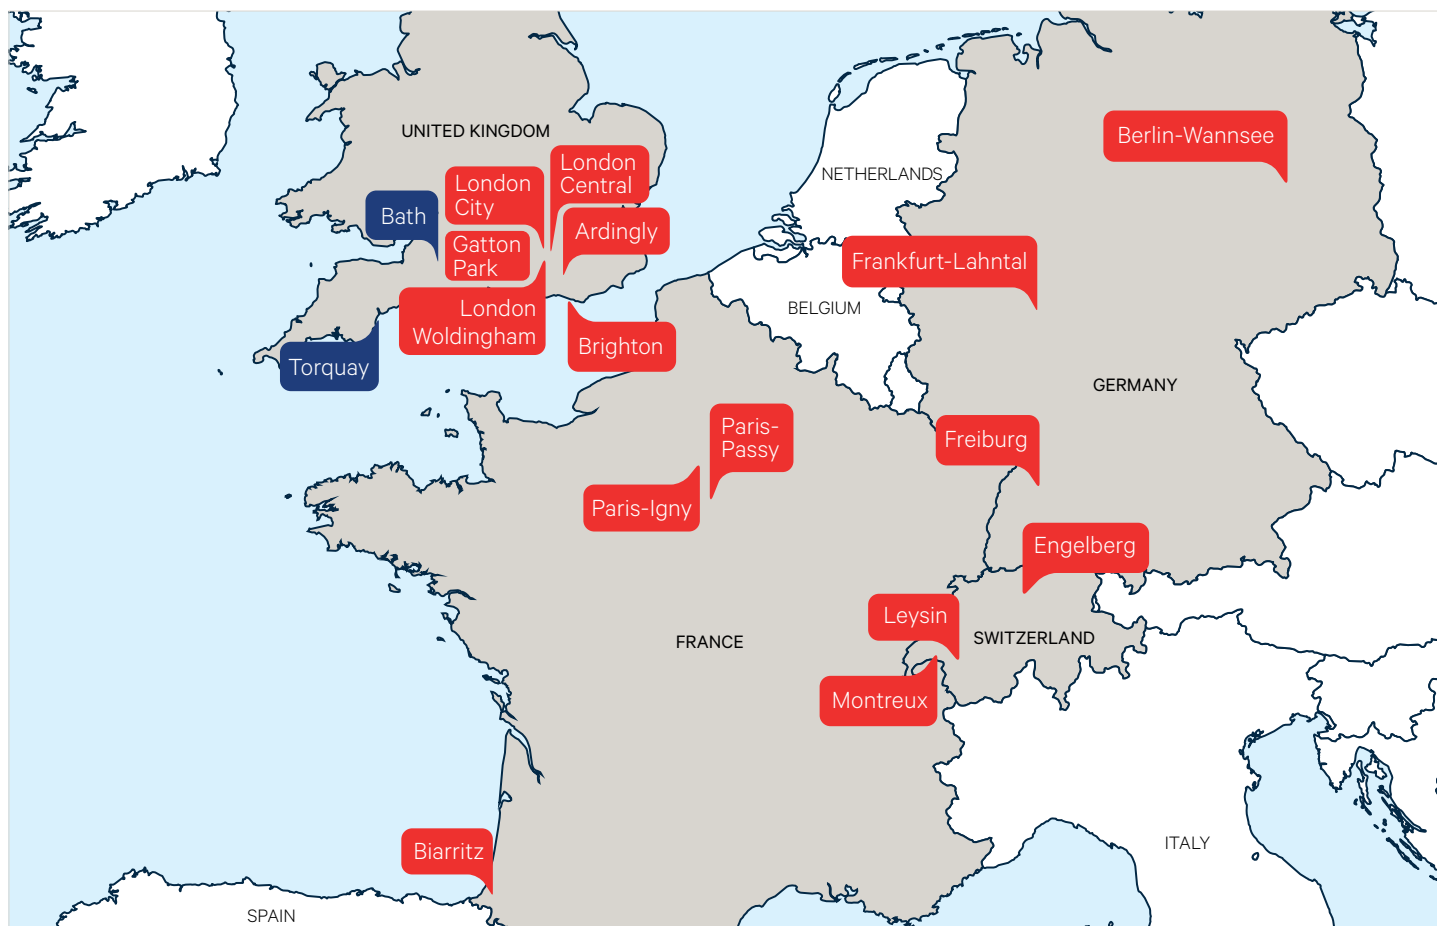 UNITED KINGDOM
Berlin-Wannsee
London
Central
London
City
NETHERLANDS
Bath
Ardingly
Gatton
Park
Frankfurt-Lahntal
London
Woldingham
BELGIUM
Brighton
Torquay
GERMANY
Paris-
Passy
Freiburg
Paris-Igny
Engelberg
Leysin
SWITZERLAND
FRANCE
Montreux
Biarritz
ITALY
SPAIN